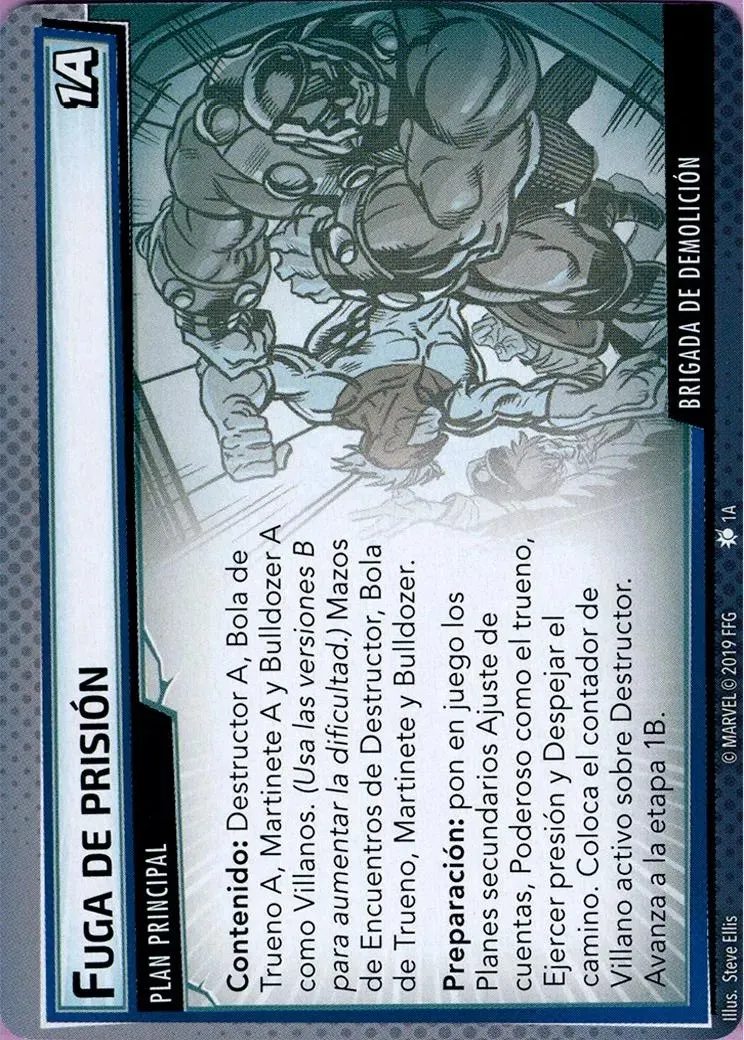 FUGA DE PRISIÓN
1A
PLAN PRINCIPAL
Contenido: Destructor A, Bola de
Trueno A, Martinete A y Bulldozer A
como Villanos. (Usa las versiones B
para aumentar la dificultad.) Mazos
de Encuentros de Destructor, Bola
de Trueno, Martinete y Bulldozer.
Preparación: pon en juego los
Planes secundarios Ajuste de
cuentas, Poderoso como el trueno,
Ejercer presión y Despejar el
camino. Coloca el contador de
Villano activo sobre Destructor.
Avanza a la etapa 1B.
BRIGADA DE DEMOLICIÓN
Illus. Steve Ellis
© MARVEL © 2019 FFG
1A